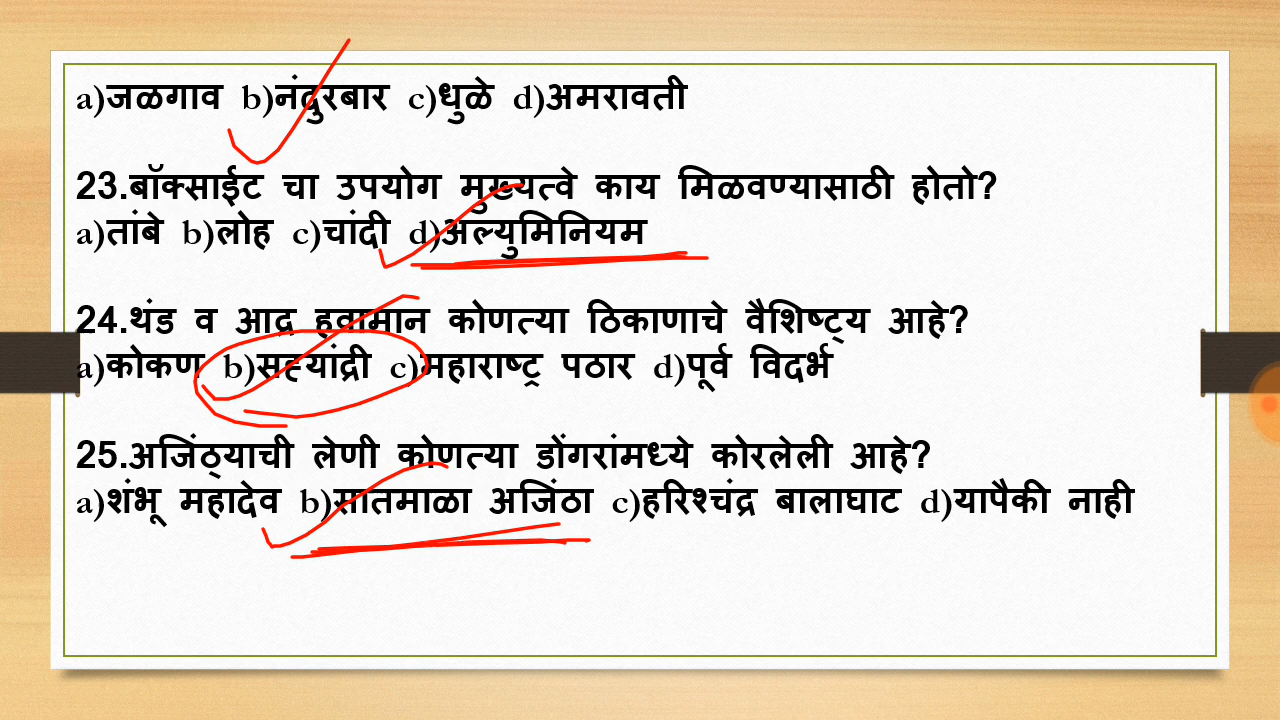 a)जळगाव b)नंदुरबार c)धुळे d)अमरावती
23.बॉक्साईट चा उपयोग मुख्यत्वे काय मिळवण्यासाठी होतो?
a)तांबे b)लोह c)चांदी d)अल्युमिनियम
24.थंड व आद्र हवामान कोणत्या ठिकाणाचे वैशिष्ट्य आहे?
a)कोकण b)सह्यांद्री c)महाराष्ट्र पठार d)पूर्व विदर्भ
25.अजिंठ्याची लेणी कोणत्या डोंगरांमध्ये कोरलेली आहे?
a)शंभू महादेव b)सातमाळा अजिंठा c)हरिश्चंद्र बालाघाट d)यापैकी नाही